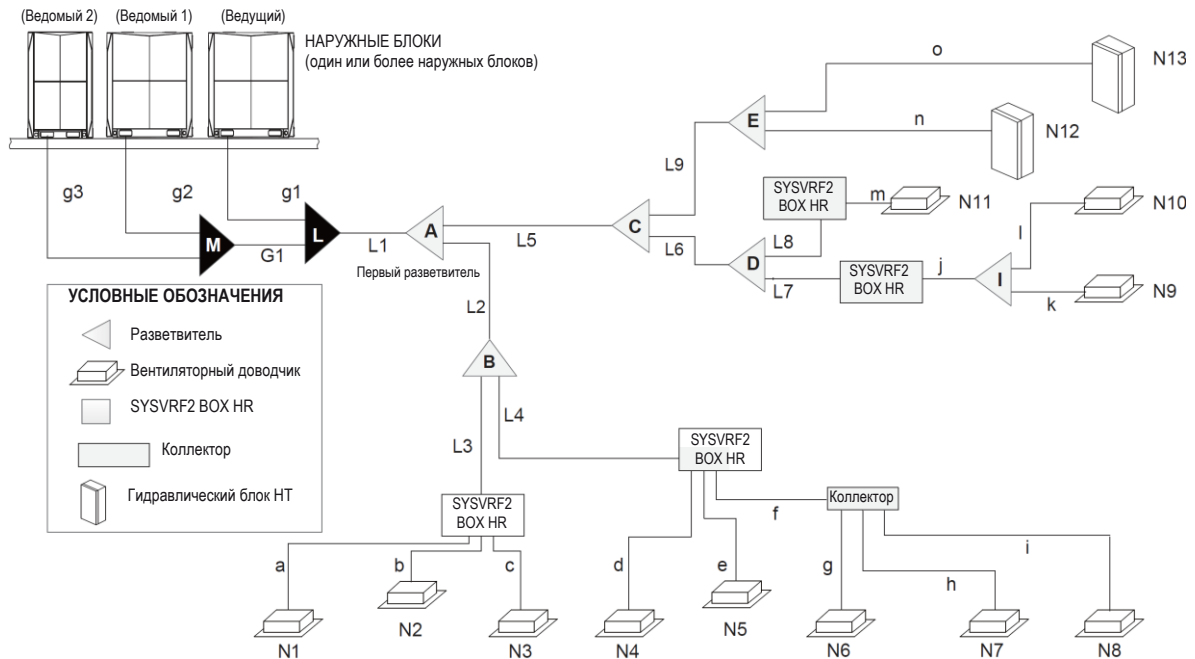 (Ведомый 2)
(Ведомый 1)
(Ведущий)
НАРУЖНЫЕ БЛОКИ
(один или более наружных блоков)
o
N13
E
n
N12
L9
g3
g2
g1
SYSVRF2
BOX HR
m
N11
N10
M
G1
L
L1
A
L5
C
L6
D
L8
l
Первый разветвитель
L7
SYSVRF2
BOX HR
j
I
k
N9
УСЛОВНЫЕ ОБОЗНАЧЕНИЯ
Разветвитель
Вентиляторный доводчик
SYSVRF2 BOX HR
Коллектор
Гидравлический блок HT
L2
B
L3
L4
SYSVRF2
BOX HR
SYSVRF2
BOX HR
f
Коллектор
a
b
c
d
e
g
h
i
N1
N2
N3
N4
N5
N6
N7
N8